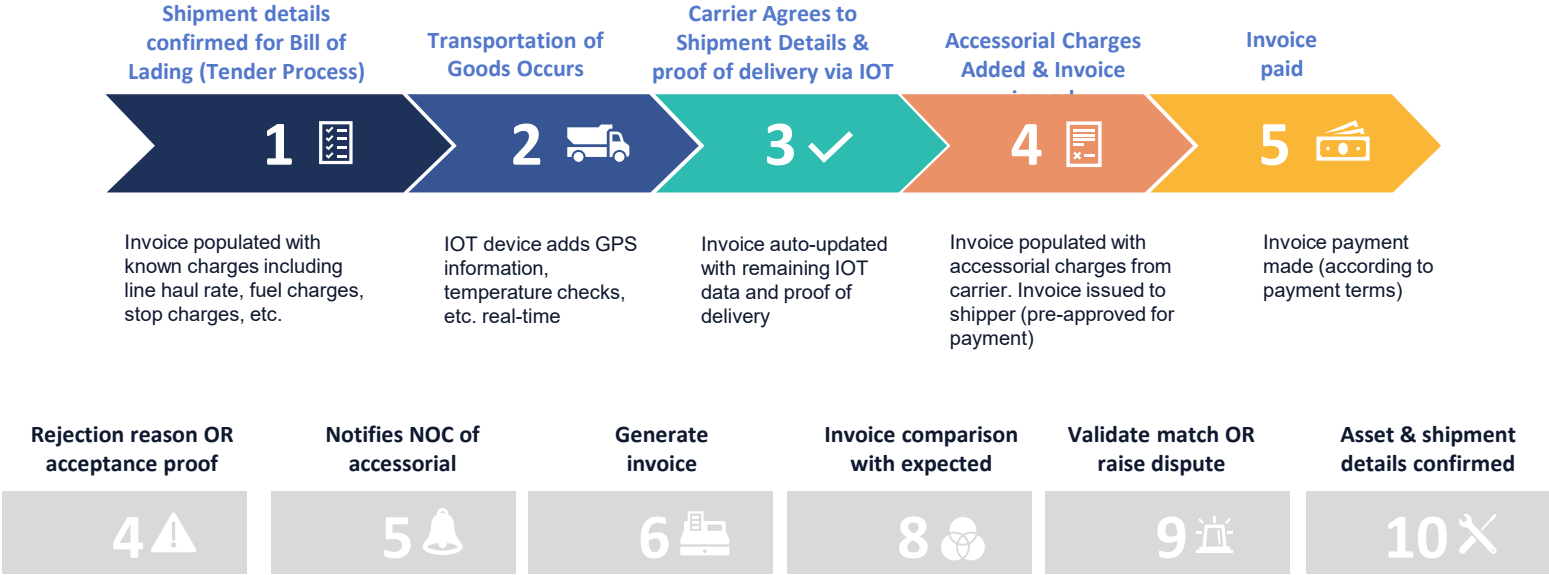 Shipment details
confirmed for Bill of
Lading (Tender Process)
Transportation of
Goods Occurs
Carrier Agrees to
Shipment Details &
proof of delivery via IOT
Accessorial Charges
Added & Invoice
Invoice
paid
1
2
3
4
5
Invoice populated with
known charges including
line haul rate, fuel charges,
stop charges, etc.
IOT device adds GPS
information,
temperature checks,
etc. real-time
Invoice auto-updated
with remaining IOT
data and proof of
delivery
Invoice populated with
accessorial charges from
carrier. Invoice issued to
shipper (pre-approved for
payment)
Invoice payment
made (according to
payment terms)
Rejection reason OR
acceptance proof
Notifies NOC of
accessorial
Generate
invoice
Invoice comparison
with expected
Validate match OR
raise dispute
Asset & shipment
details confirmed
4
5
6
8
9
10